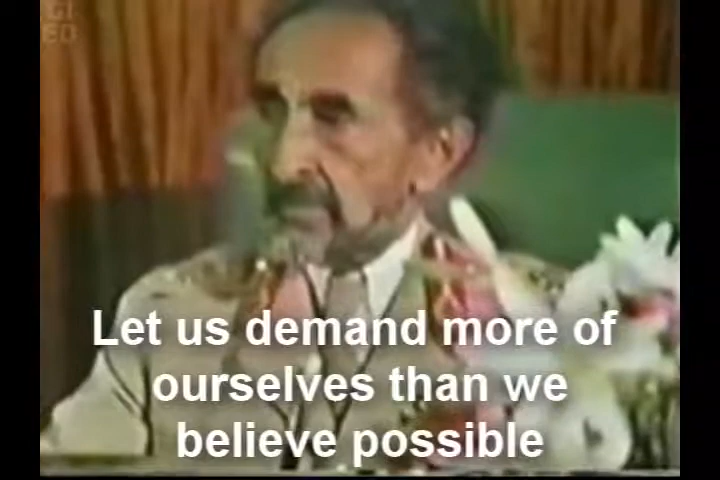 Let us demand more of
ourselves than we
believe possible